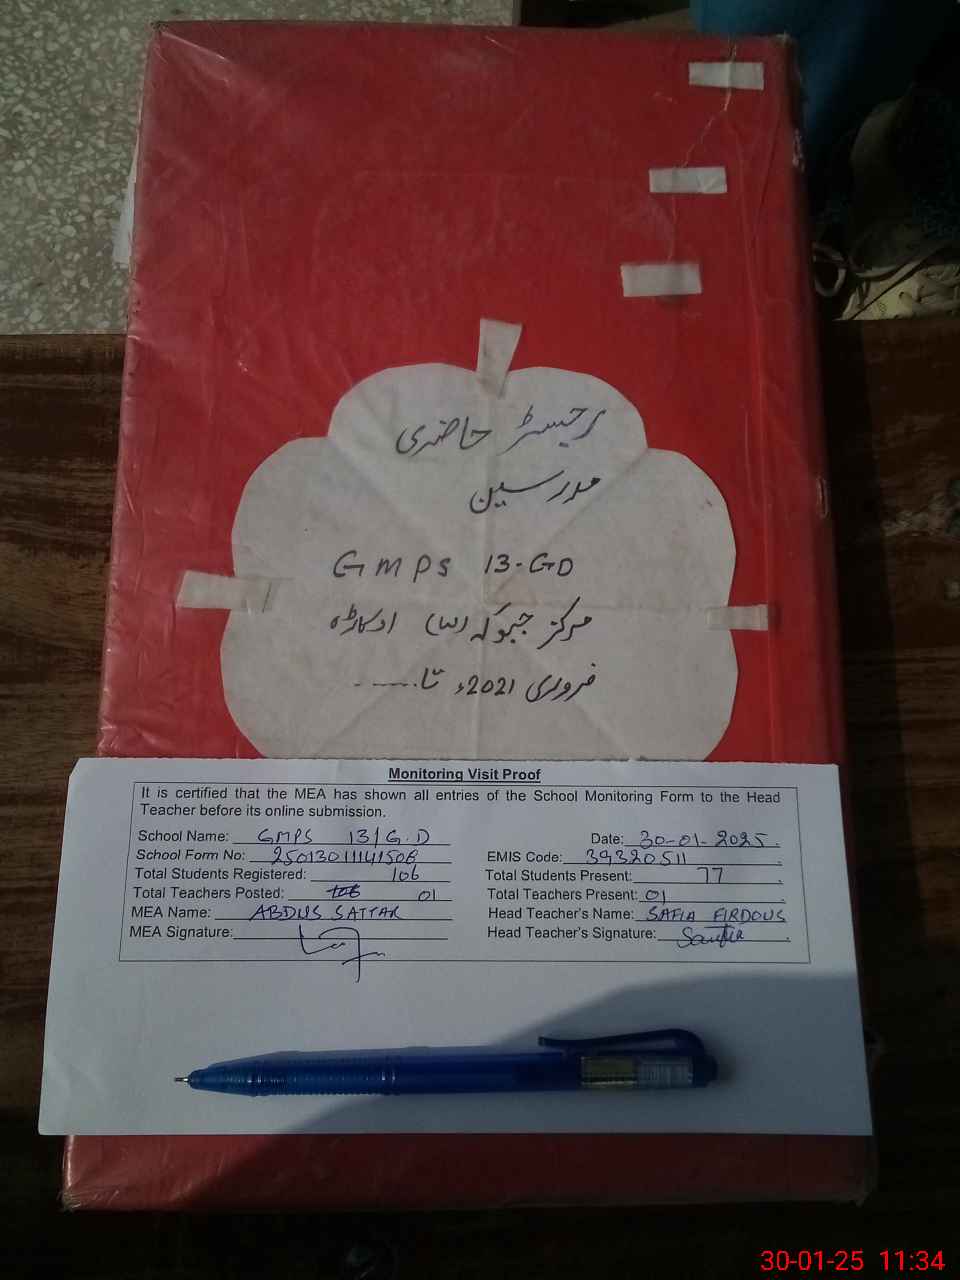 رجسٹر حاضری
مدرسین
GMPS 13-GD
مرکز جبوکہ (W) اوکاڑہ
فروری 2021ء تا.......
Monitoring Visit Proof
It is certified that the MEA has shown all entries of the School Monitoring Form to the Head
Teacher before its online submission.
School Name: GMPS 13/G.D Date: 30-01-2025.
School Form No: EMIS Code: 39320511
Total Students Registered: 106 Total Students Present: 77
Total Teachers Posted: 01 Total Teachers Present: 01
MEA Name: ABDUS SATTAR Head Teacher's Name: SAFIA FIRDOUS
MEA Signature: Head Teacher's Signature:
30-01-25 11:34